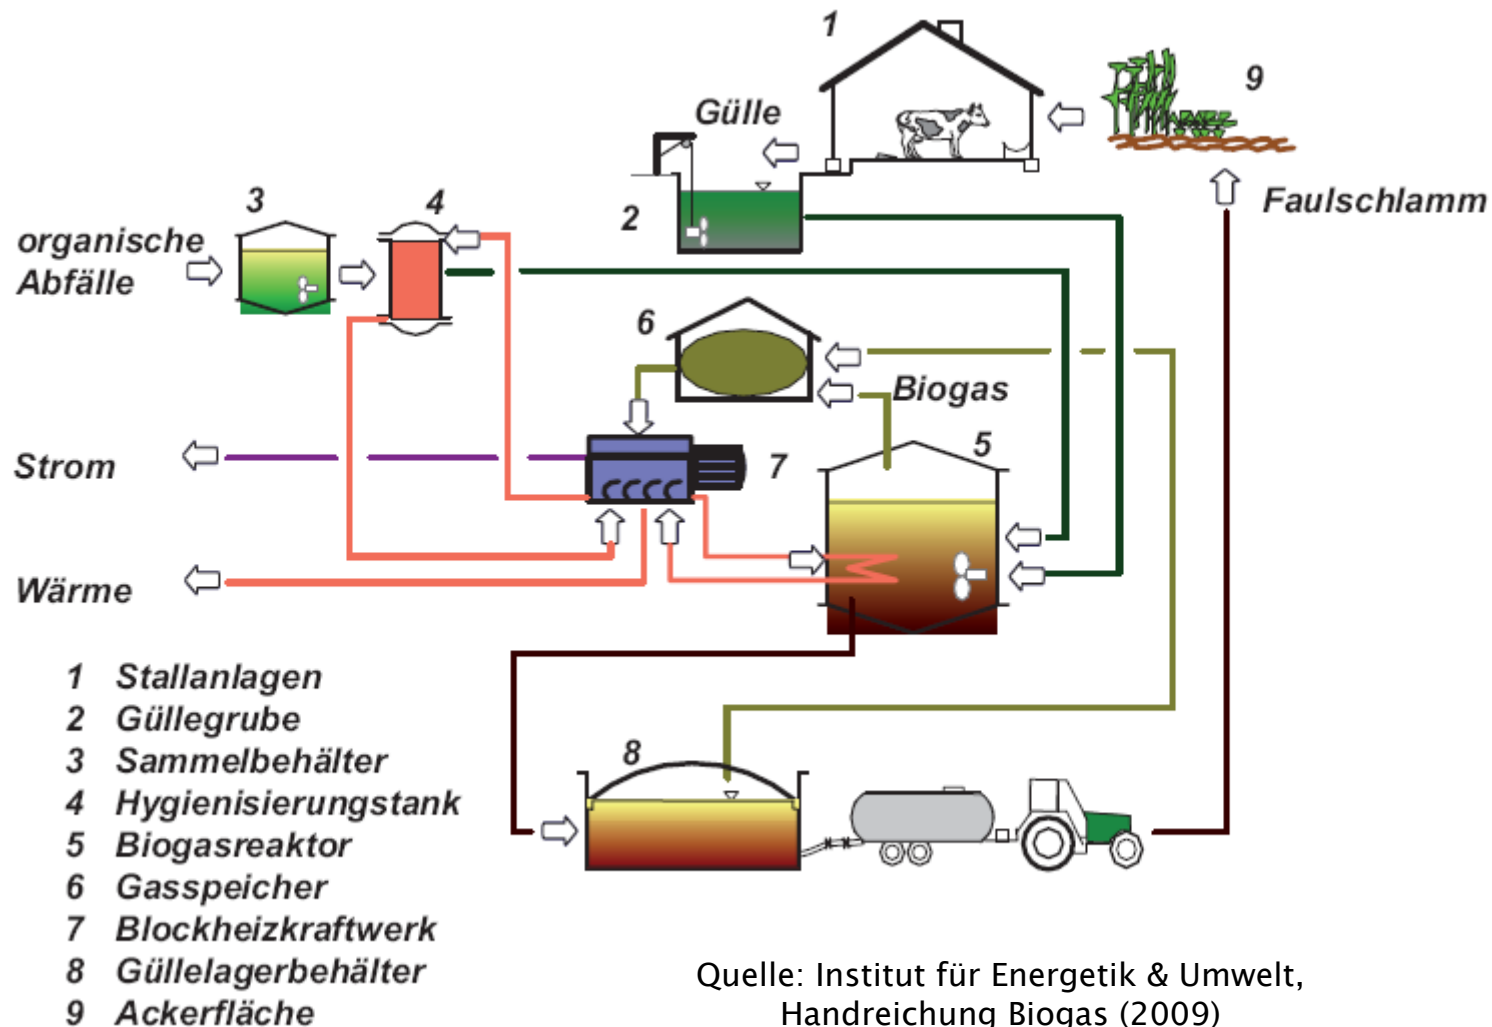 1
9
Gülle
Faulschlamm
3
4
2
organische
Abfälle
6
Biogas
5
Strom
7
Wärme
8
1 Stallanlagen
2 Güllegrube
3 Sammelbehälter
4 Hygienisierungstank
5 Biogasreaktor
6 Gasspeicher
7 Blockheizkraftwerk
8 Güllelagerbehälter
9 Ackerfläche
Quelle: Institut für Energetik & Umwelt,
Handreichung Biogas (2009)